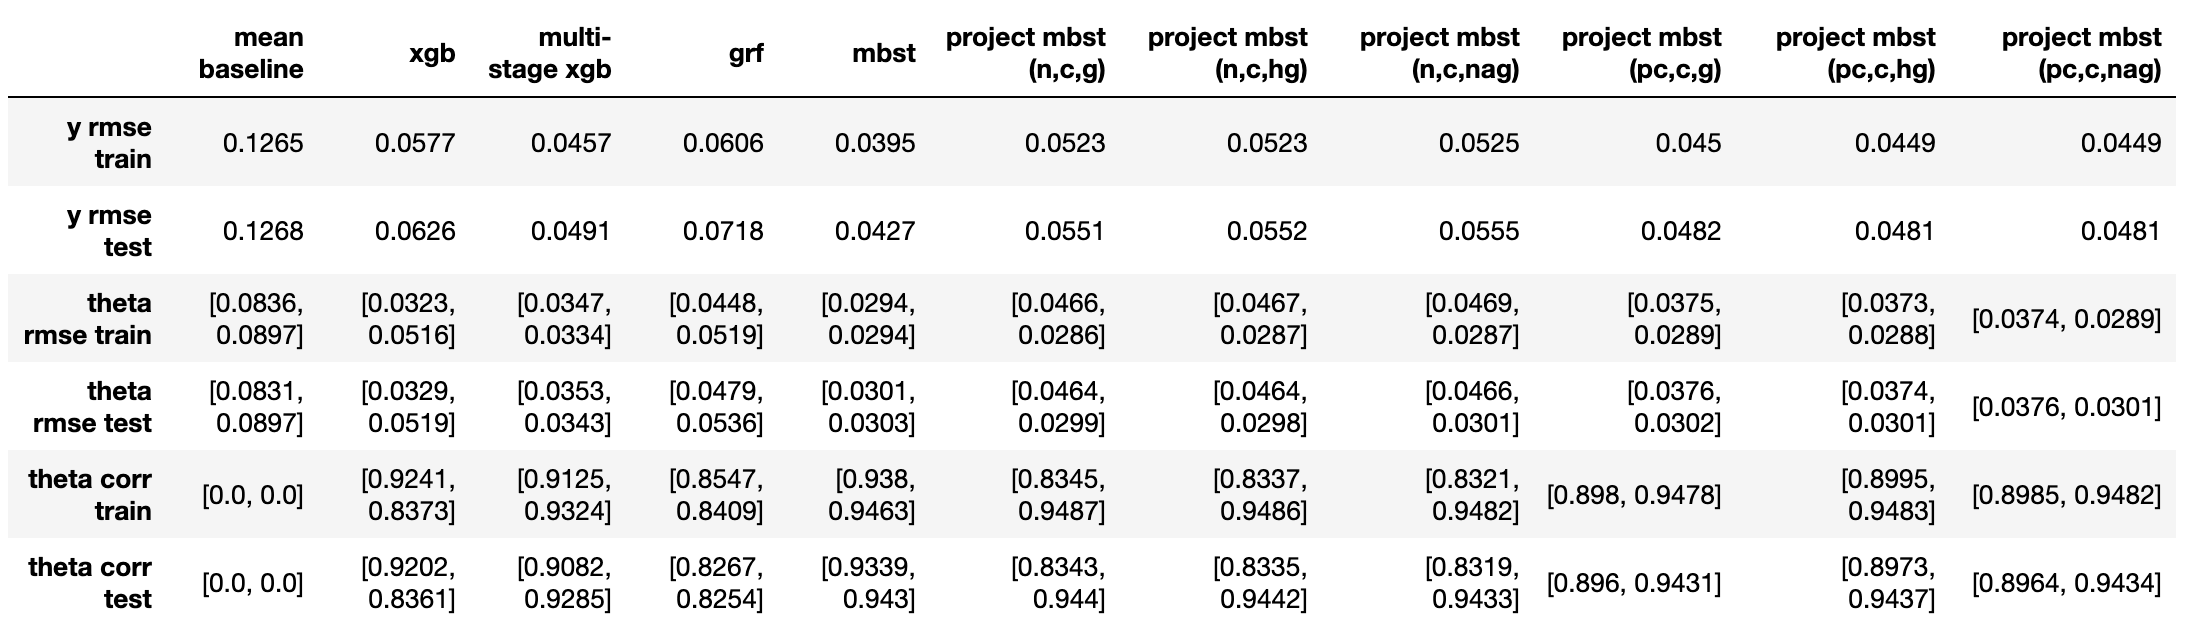 mean baseline xgb multi-stage xgb grf mbst project mbst (n,c,g) project mbst (n,c,hg) project mbst (n,c,nag) project mbst (pc,c,g) project mbst (pc,c,hg) project mbst (pc,c,nag)
y rmse train 0.1265 0.0577 0.0457 0.0606 0.0395 0.0523 0.0523 0.0525 0.045 0.0449 0.0449
y rmse test 0.1268 0.0626 0.0491 0.0718 0.0427 0.0551 0.0552 0.0555 0.0482 0.0481 0.0481
theta rmse train [0.0836, 0.0897] [0.0323, 0.0516] [0.0347, 0.0334] [0.0448, 0.0519] [0.0294, 0.0294] [0.0466, 0.0286] [0.0467, 0.0287] [0.0469, 0.0287] [0.0375, 0.0289] [0.0373, 0.0288] [0.0374, 0.0289]
theta rmse test [0.0831, 0.0897] [0.0329, 0.0519] [0.0353, 0.0343] [0.0479, 0.0536] [0.0301, 0.0303] [0.0464, 0.0299] [0.0464, 0.0298] [0.0466, 0.0301] [0.0376, 0.0302] [0.0374, 0.0301] [0.0376, 0.0301]
theta corr train [0.0, 0.0] [0.9241, 0.8373] [0.9125, 0.9324] [0.8547, 0.8409] [0.938, 0.9463] [0.8345, 0.9487] [0.8337, 0.9486] [0.8321, 0.9482] [0.898, 0.9478] [0.8995, 0.9483] [0.8985, 0.9482]
theta corr test [0.0, 0.0] [0.9202, 0.8361] [0.9082, 0.9285] [0.8267, 0.8254] [0.9339, 0.943] [0.8343, 0.944] [0.8335, 0.9442] [0.8319, 0.9433] [0.896, 0.9431] [0.8973, 0.9437] [0.8964, 0.9434]